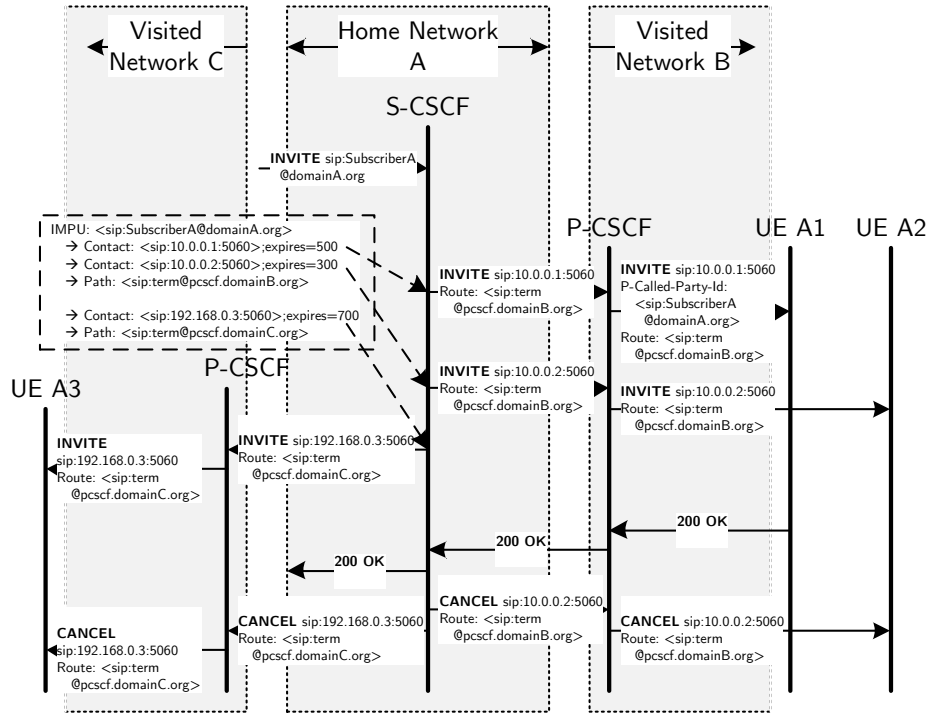 Visited
Network C
Home Network
A
Visited
Network B
S-CSCF
INVITE sip:SubscriberA
@domainA.org
IMPU: <sip:SubscriberA@domainA.org>
→ Contact: <sip:10.0.0.1:5060>;expires=500
→ Contact: <sip:10.0.0.2:5060>;expires=300
→ Path: <sip:term@pcscf.domainB.org>
→ Contact: <sip:192.168.0.3:5060>;expires=700
→ Path: <sip:term@pcscf.domainC.org>
P-CSCF
UE A1
UE A2
INVITE sip:10.0.0.1:5060
Route: <sip:term
@pcscf.domainB.org>
INVITE sip:10.0.0.1:5060
P-Called-Party-Id:
<sip:SubscriberA
@domainA.org>
Route: <sip:term
@pcscf.domainB.org>
UE A3
P-CSCF
INVITE sip:10.0.0.2:5060
Route: <sip:term
@pcscf.domainB.org>
INVITE sip:10.0.0.2:5060
Route: <sip:term
@pcscf.domainB.org>
INVITE
sip:192.168.0.3:5060
Route: <sip:term
@pcscf.domainC.org>
INVITE sip:192.168.0.3:5060
Route: <sip:term
@pcscf.domainC.org>
200 OK
200 OK
200 OK
CANCEL sip:10.0.0.2:5060
Route: <sip:term
@pcscf.domainB.org>
CANCEL sip:10.0.0.2:5060
Route: <sip:term
@pcscf.domainB.org>
CANCEL sip:192.168.0.3:5060
Route: <sip:term
@pcscf.domainC.org>
CANCEL
sip:192.168.0.3:5060
Route: <sip:term
@pcscf.domainC.org>